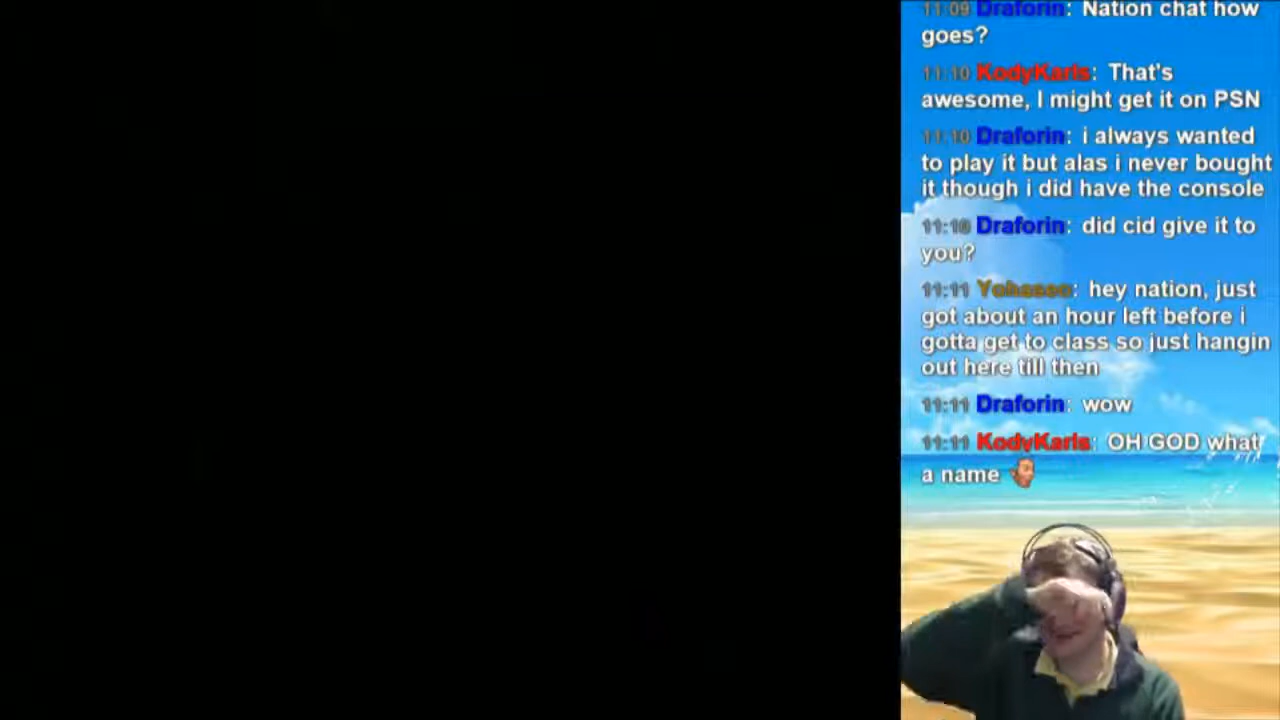 11:09 Draforin: Nation chat how
goes?
11:10 KodyKarls: That's
awesome, I might get it on PSN
11:10 Draforin: i always wanted
to play it but alas i never bought
it though i did have the console
11:10 Draforin: did cid give it to
you?
11:11 Yohasen: hey nation, just
got about an hour left before i
gotta get to class so just hangin
out here till then
11:11 Draforin: wow
11:11 KodyKarls: OH GOD what
a name